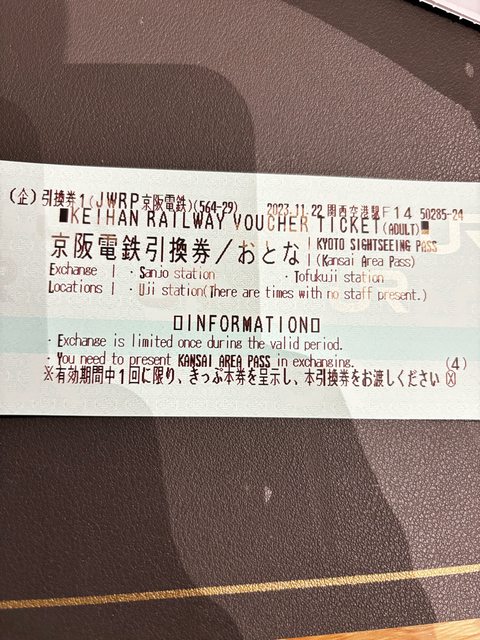 (企) 引換券1(JWRP京阪電鉄)(564-29) 2023.11.22 関西空港駅F14 50285-24
■KEIHAN RAILWAY VOUCHER TICKET(ADULT)■
京阪電鉄引換券/おとな
KYOTO SIGHTSEEING PASS
(Kansai Area Pass)
Exchange Locations
・Sanjo station ・Tofukuji station
・Uji station(There are times with no staff present.)
□INFORMATION□
・Exchange is limited once during the valid period.
・You need to present KANSAI AREA PASS in exchanging. (4)
※有効期間中1回に限り、きっぷ本券を呈示し、本引換券をお渡しください